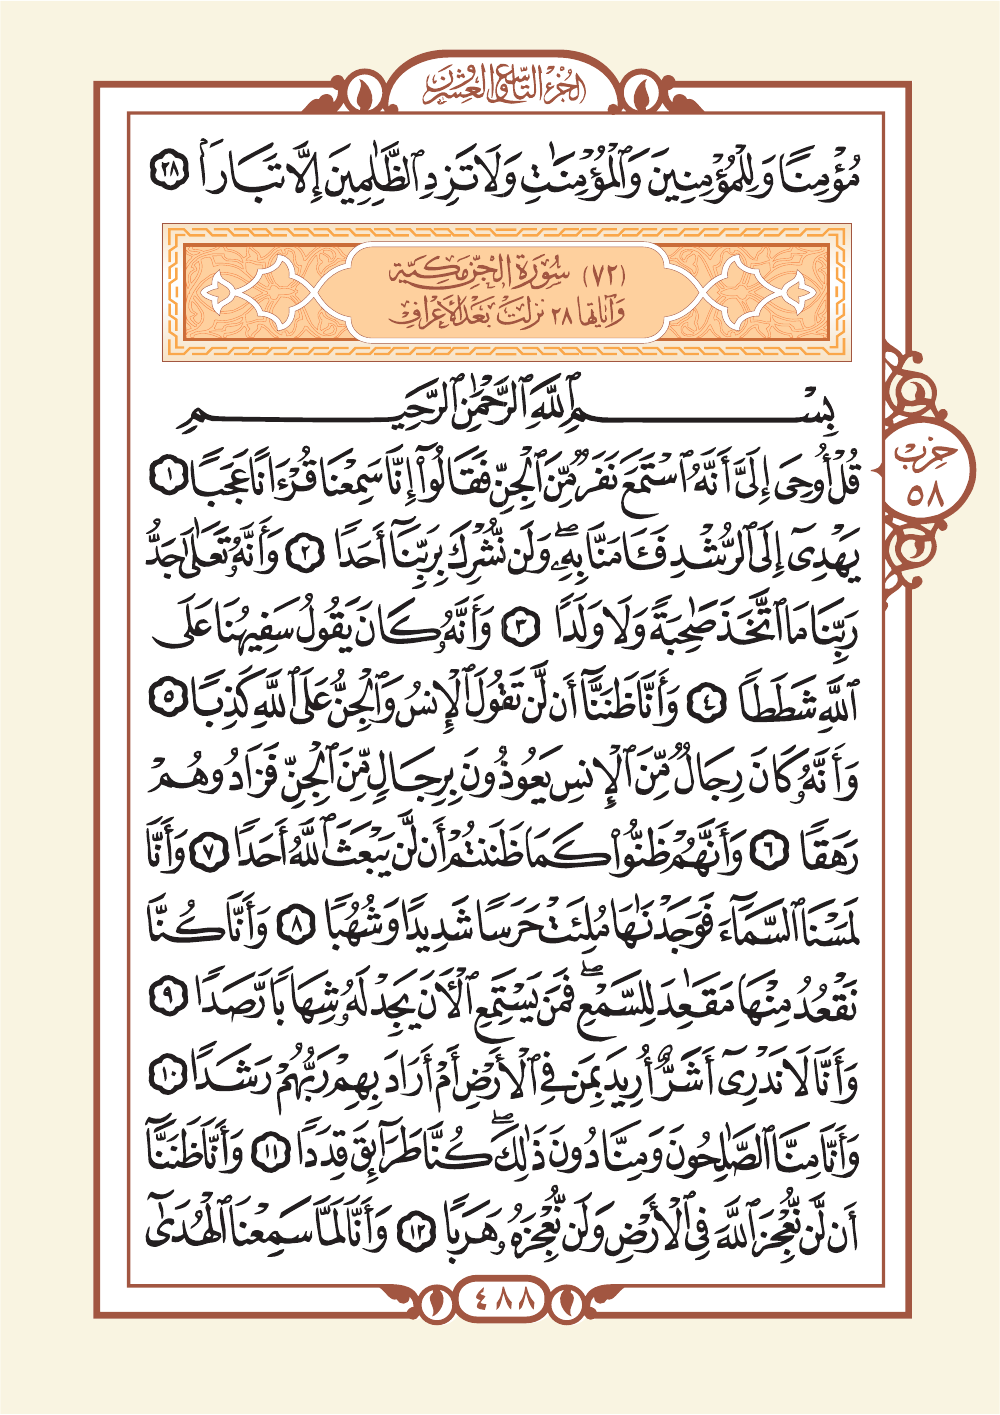 الجزء التاسع والعشرون
مُؤْمِنًا وَلِلْمُؤْمِنِينَ وَٱلْمُؤْمِنَٰتِ وَلَا تَزِدِ ٱلظَّٰلِمِينَ إِلَّا تَبَارًۢا ٢٨
(٧٢) سُورَة الجِنّ مَكِيَّة
وَآيَاتها ٢٨ نزلتْ بَعْد الأَعْرَاف
بِسْمِ ٱللَّهِ ٱلرَّحْمَٰنِ ٱلرَّحِيمِ
قُلْ أُوحِىَ إِلَىَّ أَنَّهُ ٱسْتَمَعَ نَفَرٌ مِّنَ ٱلْجِنِّ فَقَالُوٓا۟ إِنَّا سَمِعْنَا قُرْءَانًا عَجَبًا ١
يَهْدِىٓ إِلَى ٱلرُّشْدِ فَـَٔامَنَّا بِهِۦ ۖ وَلَن نُّشْرِكَ بِرَبِّنَآ أَحَدًا ٢ وَأَنَّهُۥ تَعَٰلَىٰ جَدُّ
رَبِّنَا مَا ٱتَّخَذَ صَٰحِبَةً وَلَا وَلَدًا ٣ وَأَنَّهُۥ كَانَ يَقُولُ سَفِيهُنَا عَلَى
ٱللَّهِ شَطَطًا ٤ وَأَنَّا ظَنَنَّآ أَن لَّن تَقُولَ ٱلْإِنسُ وَٱلْجِنُّ عَلَى ٱللَّهِ كَذِبًا ٥
وَأَنَّهُۥ كَانَ رِجَالٌ مِّنَ ٱلْإِنسِ يَعُوذُونَ بِرِجَالٍ مِّنَ ٱلْجِنِّ فَزَادُوهُمْ
رَهَقًا ٦ وَأَنَّهُمْ ظَنُّوا۟ كَمَا ظَنَنتُمْ أَن لَّن يَبْعَثَ ٱللَّهُ أَحَدًا ٧ وَأَنَّا
لَمَسْنَا ٱلسَّمَآءَ فَوَجَدْنَٰهَا مُلِئَتْ حَرَسًا شَدِيدًا وَشُهُبًا ٨ وَأَنَّا كُنَّا
نَقْعُدُ مِنْهَا مَقَٰعِدَ لِلسَّمْعِ ۖ فَمَن يَسْتَمِعِ ٱلْـَٔانَ يَجِدْ لَهُۥ شِهَابًا رَّصَدًا ٩
وَأَنَّا لَا نَدْرِىٓ أَشَرٌّ أُرِيدَ بِمَن فِى ٱلْأَرْضِ أَمْ أَرَادَ بِهِمْ رَبُّهُمْ رَشَدًا ١٠
وَأَنَّا مِنَّا ٱلصَّٰلِحُونَ وَمِنَّا دُونَ ذَٰلِكَ ۖ كُنَّا طَرَآئِقَ قِدَدًا ١١ وَأَنَّا ظَنَنَّآ
أَن لَّن نُّعْجِزَ ٱللَّهَ فِى ٱلْأَرْضِ وَلَن نُّعْجِزَهُۥ هَرَبًا ١٢ وَأَنَّا لَمَّا سَمِعْنَا ٱلْهُدَىٰٓ
حزب
٥٨
٤٨٨